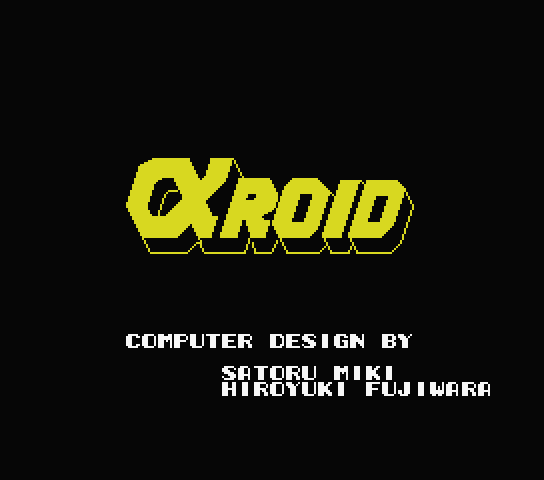 αROID
COMPUTER DESIGN BY
SATORU MIKI
HIROYUKI FUJIWARA